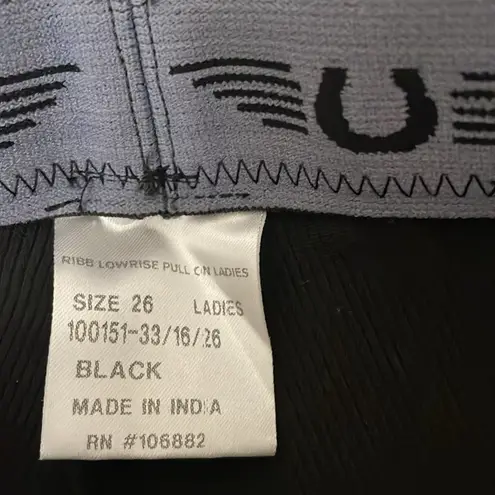 RIBB LOWRISE PULL ON LADIES
SIZE 26 LADIES
100151-33/16/26
BLACK
MADE IN INDIA
RN #106882